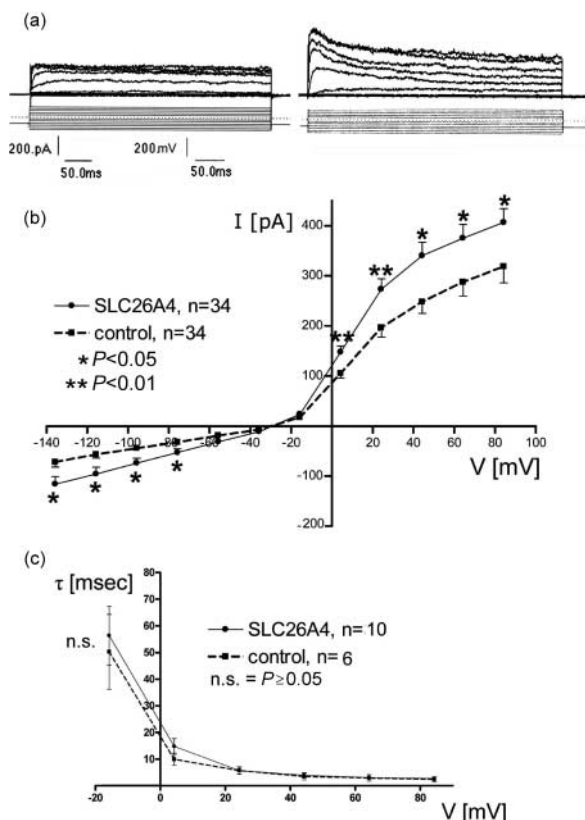 (a)
200.pA
50.0ms
200.mV
50.0ms
(b)
I [pA]
400
300
200
100
-100
-200
SLC26A4, n=34
control, n=34
* P<0.05
** P<0.01
* * * *
** ** * * *
-140 -120 -100 -80 -60 -40 -20 0 20 40 60 80 100
V [mV]
(c)
τ [msec]
80
70
60
50
40
30
20
10
n.s.
SLC26A4, n=10
control, n=6
n.s. = P≥0.05
-20 0 20 40 60 80
V [mV]